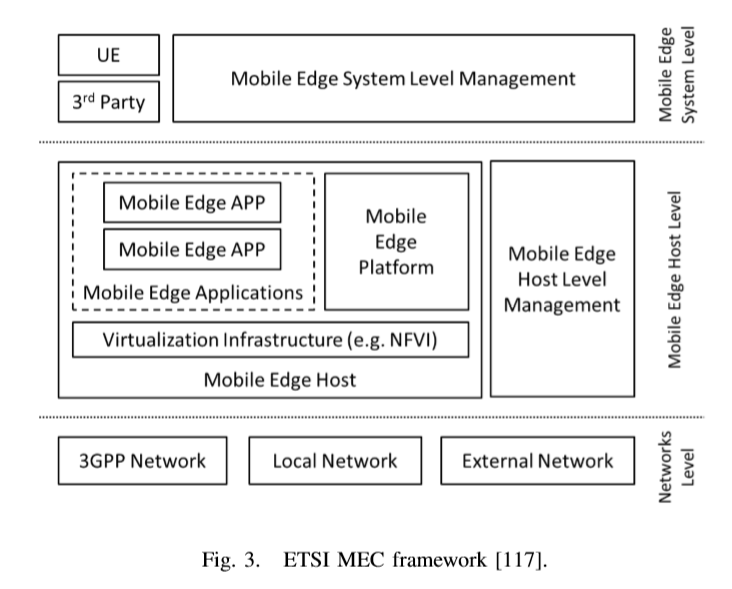 UE
3rd Party
Mobile Edge System Level Management
Mobile Edge
System Level
Mobile Edge APP
Mobile Edge APP
Mobile Edge Applications
Mobile
Edge
Platform
Virtualization Infrastructure (e.g. NFVI)
Mobile Edge Host
Mobile Edge
Host Level
Management
Mobile Edge Host Level
3GPP Network
Local Network
External Network
Networks
Level
Fig. 3. ETSI MEC framework [117].